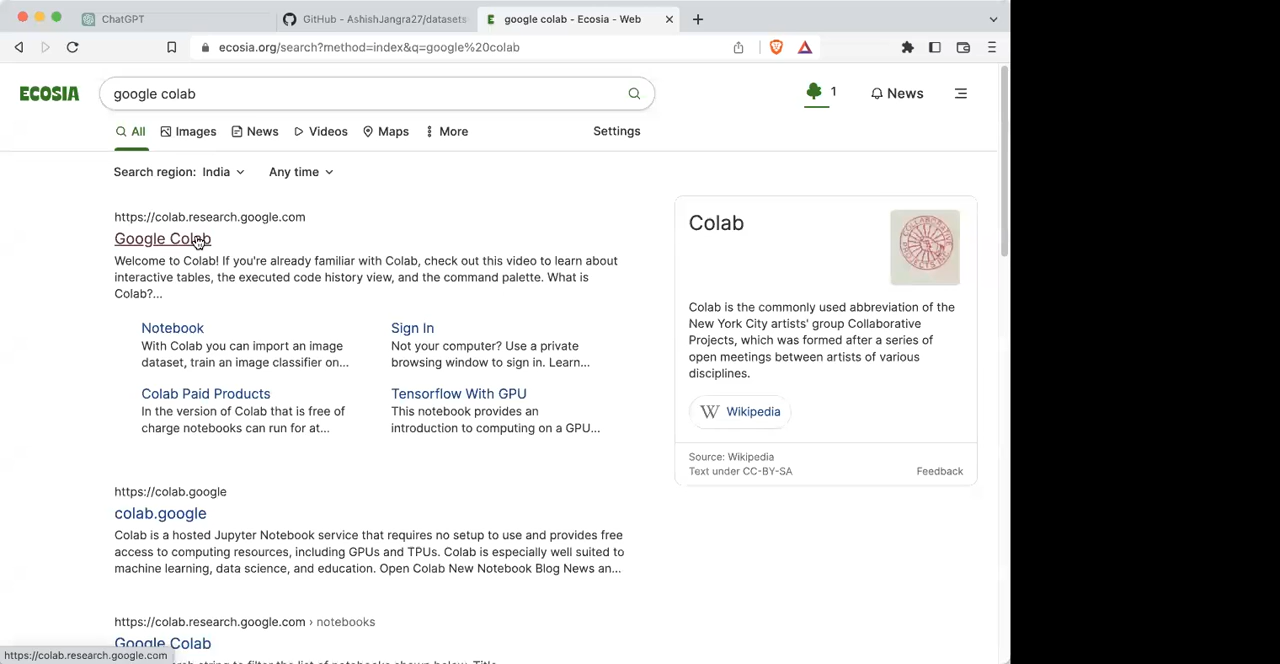 ChatGPT
GitHub - AshishJangra27/datasets
google colab - Ecosia - Web
ecosia.org/search?method=index&q=google%20colab
ECOSIA
google colab
1
News
All
Images
News
Videos
Maps
More
Settings
Search region: India
Any time
https://colab.research.google.com
Google Colab
Welcome to Colab! If you're already familiar with Colab, check out this video to learn about
interactive tables, the executed code history view, and the command palette. What is
Colab?...
Notebook
With Colab you can import an image
dataset, train an image classifier on...
Sign In
Not your computer? Use a private
browsing window to sign in. Learn...
Colab Paid Products
In the version of Colab that is free of
charge notebooks can run for at...
Tensorflow With GPU
This notebook provides an
introduction to computing on a GPU...
https://colab.google
colab.google
Colab is a hosted Jupyter Notebook service that requires no setup to use and provides free
access to computing resources, including GPUs and TPUs. Colab is especially well suited to
machine learning, data science, and education. Open Colab New Notebook Blog News an...
https://colab.research.google.com › notebooks
Google Colab
https://colab.research.google.com
Colab
Colab is the commonly used abbreviation of the
New York City artists' group Collaborative
Projects, which was formed after a series of
open meetings between artists of various
disciplines.
W Wikipedia
Source: Wikipedia
Text under CC-BY-SA
Feedback